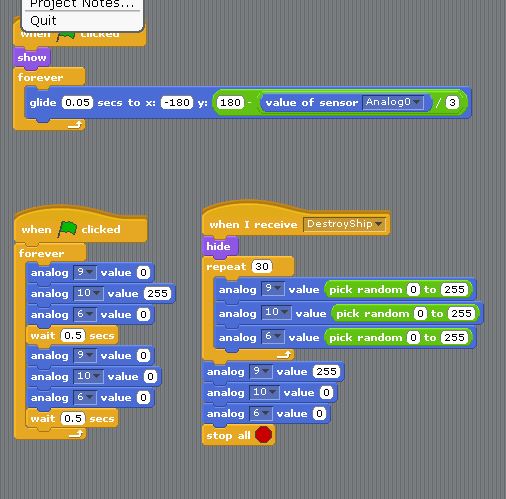 Project Notes...
Quit
when clicked
show
forever
glide 0.05 secs to x: -180 y: 180 - value of sensor Analog0 / 3
when clicked
forever
analog 9 value 0
analog 10 value 255
analog 6 value 0
wait 0.5 secs
analog 9 value 0
analog 10 value 0
analog 6 value 0
wait 0.5 secs
when I receive DestroyShip
hide
repeat 30
analog 9 value pick random 0 to 255
analog 10 value pick random 0 to 255
analog 6 value pick random 0 to 255
analog 9 value 255
analog 10 value 0
analog 6 value 0
stop all